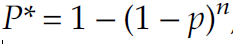 P* = 1 − (1 − p)ⁿ,